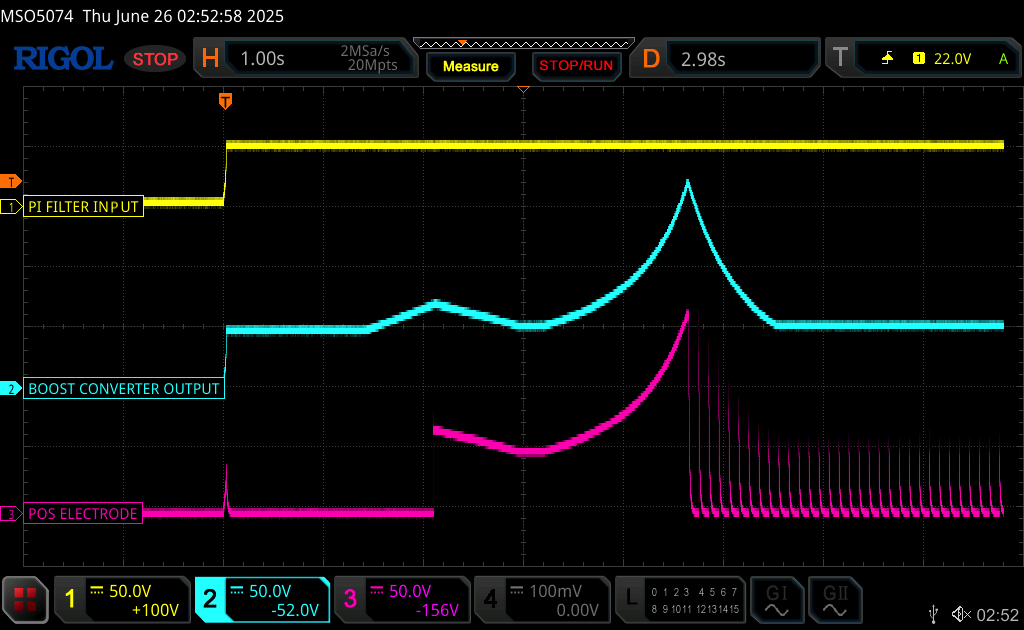 MSO5074 Thu June 26 02:52:58 2025
RIGOL STOP H 1.00s 2MSa/s 20Mpts Measure STOP/RUN D 2.98s T 1 22.0V A
T
T
1 PI FILTER INPUT
2 BOOST CONVERTER OUTPUT
3 POS ELECTRODE
1 50.0V +100V 2 50.0V -52.0V 3 50.0V -156V 4 100mV 0.00V L 0 1 2 3 4 5 6 7 8 9 10 11 12 13 14 15 GI GII 02:52